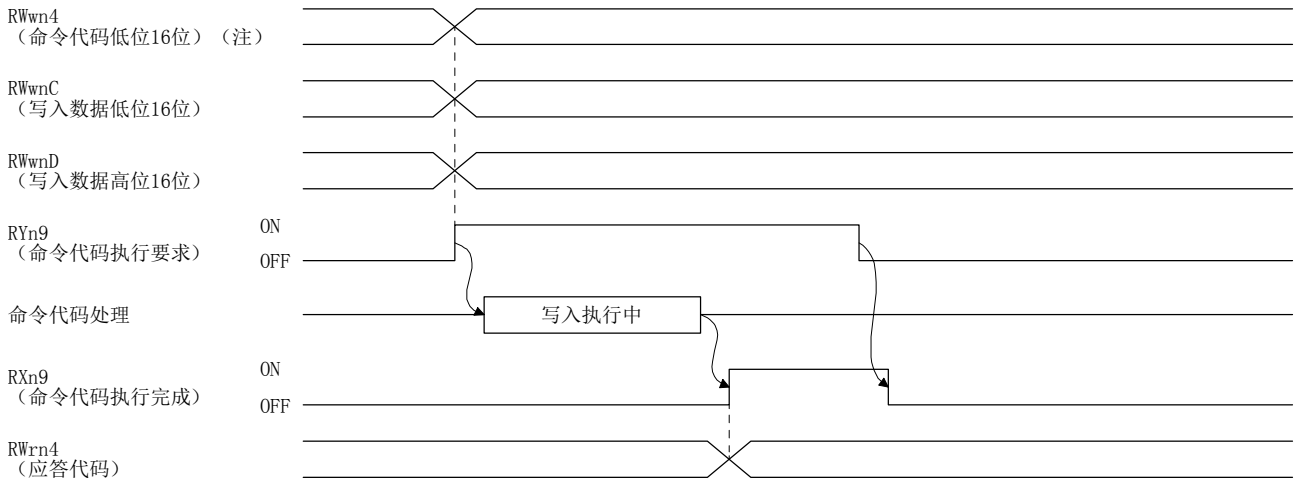 RWwn4
（命令代码低位16位）（注）
RWwnC
（写入数据低位16位）
RWwnD
（写入数据高位16位）
RYn9
（命令代码执行要求）
ON
OFF
命令代码处理
写入执行中
RXn9
（命令代码执行完成）
ON
OFF
RWrn4
（应答代码）